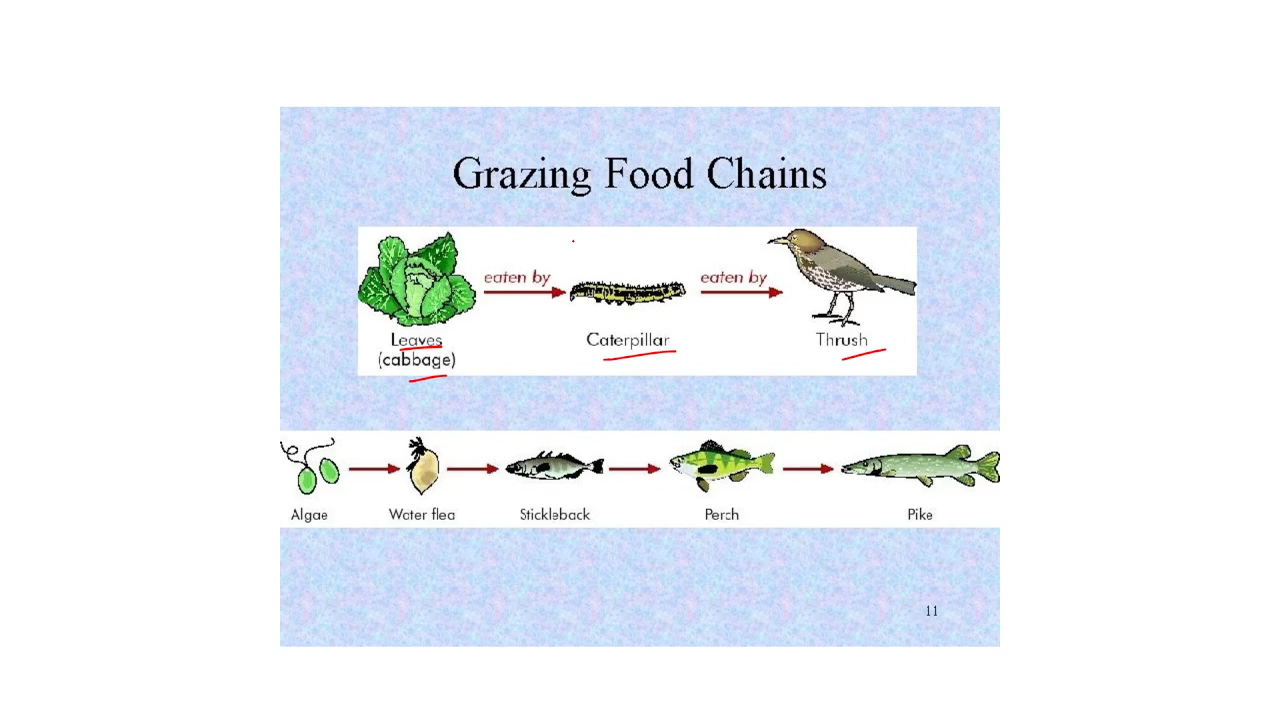 Grazing Food Chains
eaten by eaten by
Leaves Caterpillar Thrush
(cabbage)
Algae Water flea Stickleback Perch Pike
11